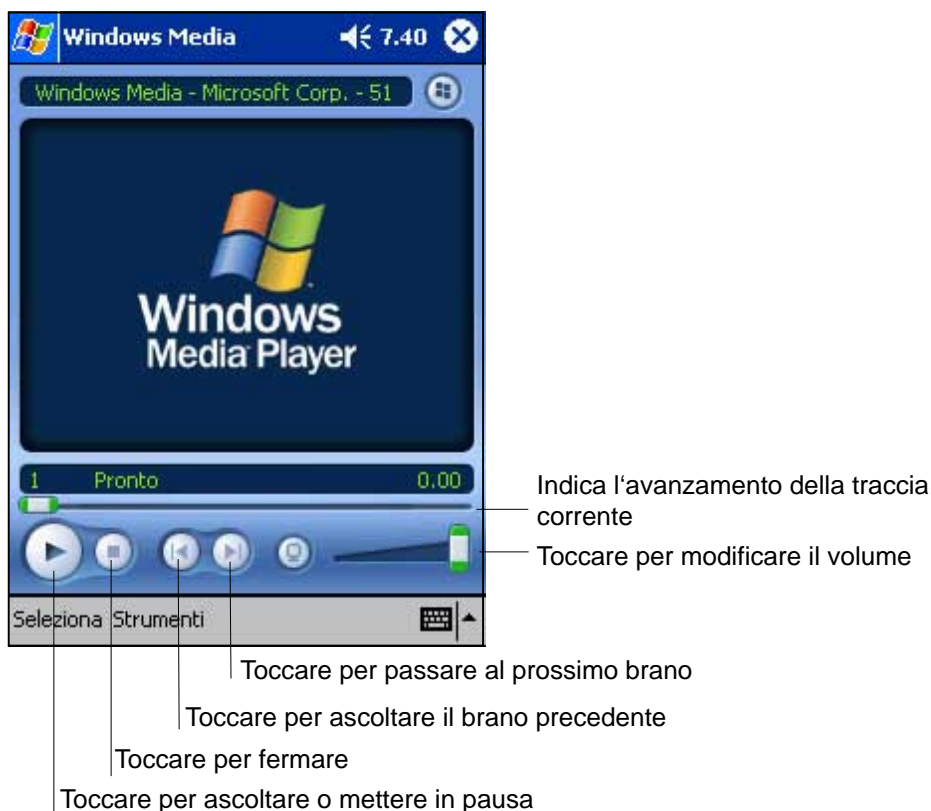 Windows Media 7.40
Windows Media - Microsoft Corp. - 51
Windows
Media Player
1 Pronto 0.00
Indica l‘avanzamento della traccia
corrente
Toccare per modificare il volume
Seleziona Strumenti
Toccare per passare al prossimo brano
Toccare per ascoltare il brano precedente
Toccare per fermare
Toccare per ascoltare o mettere in pausa